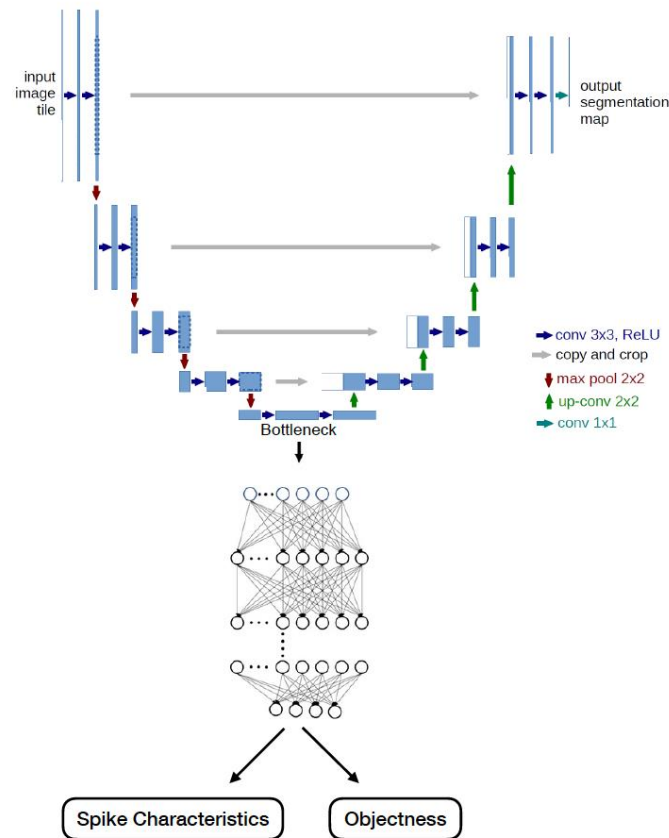 input
image
tile
output
segmentation
map
conv 3x3, ReLU
copy and crop
max pool 2x2
up-conv 2x2
conv 1x1
Bottleneck
Spike Characteristics
Objectness